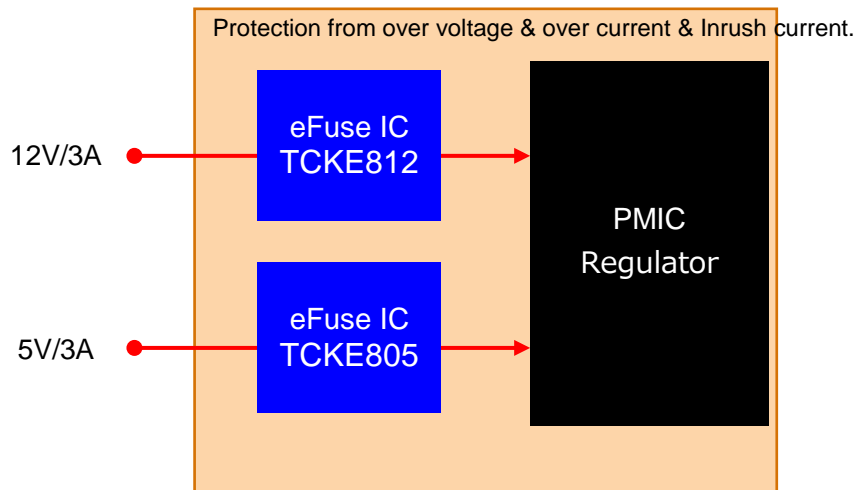 Protection from over voltage & over current & Inrush current.
12V/3A
eFuse IC
TCKE812
PMIC
Regulator
5V/3A
eFuse IC
TCKE805